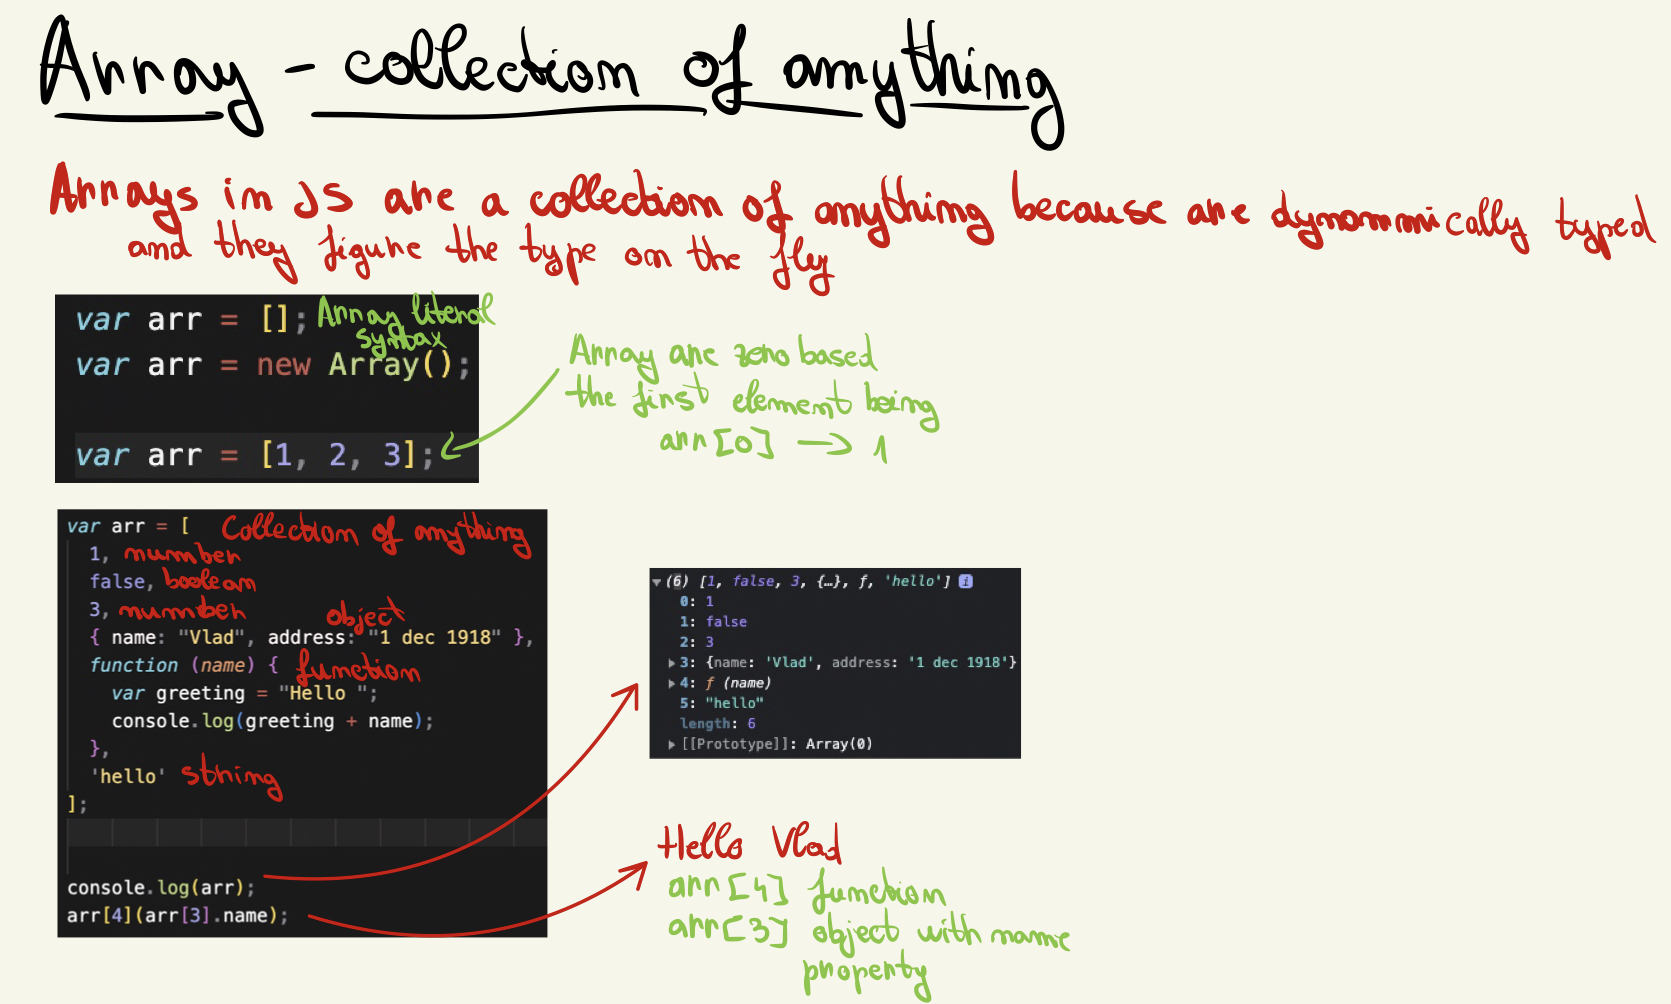 Array - collection of anything
Arrays in JS are a collection of anything because are dynammically typed
and they figure the type on the fly
var arr = []; Array literal
syntax
var arr = new Array();
var arr = [1, 2, 3];
Array are zero based
the first element being
arr[0] → 1
var arr = [ Collection of anything
1, number
false, boolean
3, number
object
{ name: "Vlad", address: "1 dec 1918" },
function (name) { function
var greeting = "Hello ";
console.log(greeting + name);
},
'hello' string
];
console.log(arr);
arr[4](arr[3].name);
▼(6) [1, false, 3, {…}, ƒ, 'hello'] i
0: 1
1: false
2: 3
▶3: {name: 'Vlad', address: '1 dec 1918'}
▶4: ƒ (name)
5: "hello"
length: 6
▶[[Prototype]]: Array(0)
Hello Vlad
arr[4] function
arr[3] object with name
property